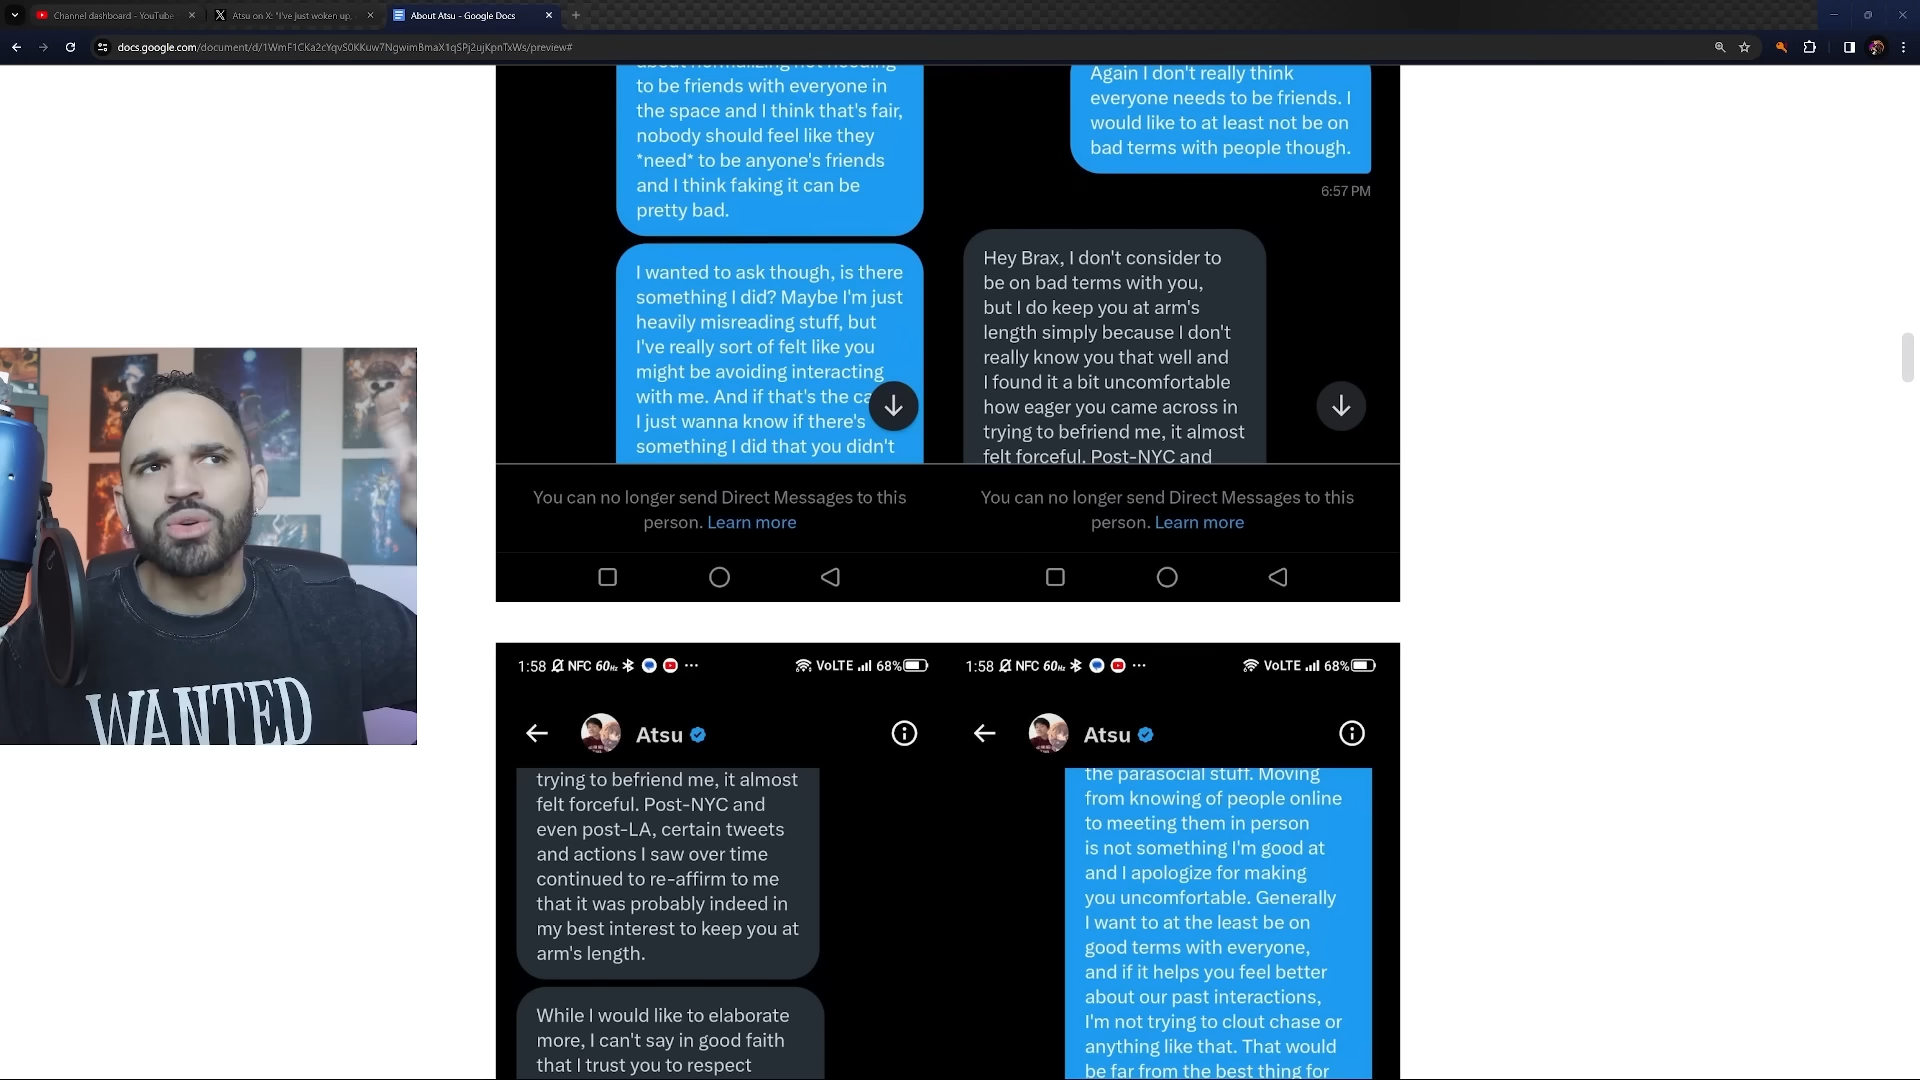 Channel dashboard - YouTube
Atsu on X: "I've just woken up,
About Atsu - Google Docs
docs.google.com/document/d/1WmF1CKa2cYqvS0KKuw7NgwimBmaX1qSPj2ujKpnTxWs/preview#
about normalizing not needing
to be friends with everyone in
the space and I think that's fair,
nobody should feel like they
*need* to be anyone's friends
and I think faking it can be
pretty bad.
I wanted to ask though, is there
something I did? Maybe I'm just
heavily misreading stuff, but
I've really sort of felt like you
might be avoiding interacting
with me. And if that's the ca
I just wanna know if there's
something I did that you didn't
You can no longer send Direct Messages to this
person. Learn more
Again I don't really think
everyone needs to be friends. I
would like to at least not be on
bad terms with people though.
6:57 PM
Hey Brax, I don't consider to
be on bad terms with you,
but I do keep you at arm's
length simply because I don't
really know you that well and
I found it a bit uncomfortable
how eager you came across in
trying to befriend me, it almost
felt forceful. Post-NYC and
You can no longer send Direct Messages to this
person. Learn more
WANTED
1:58 NFC 60Hz ... VoLTE 68%
Atsu
trying to befriend me, it almost
felt forceful. Post-NYC and
even post-LA, certain tweets
and actions I saw over time
continued to re-affirm to me
that it was probably indeed in
my best interest to keep you at
arm's length.
While I would like to elaborate
more, I can't say in good faith
that I trust you to respect
1:58 NFC 60Hz ... VoLTE 68%
Atsu
the parasocial stuff. Moving
from knowing of people online
to meeting them in person
is not something I'm good at
and I apologize for making
you uncomfortable. Generally
I want to at the least be on
good terms with everyone,
and if it helps you feel better
about our past interactions,
I'm not trying to clout chase or
anything like that. That would
be far from the best thing for